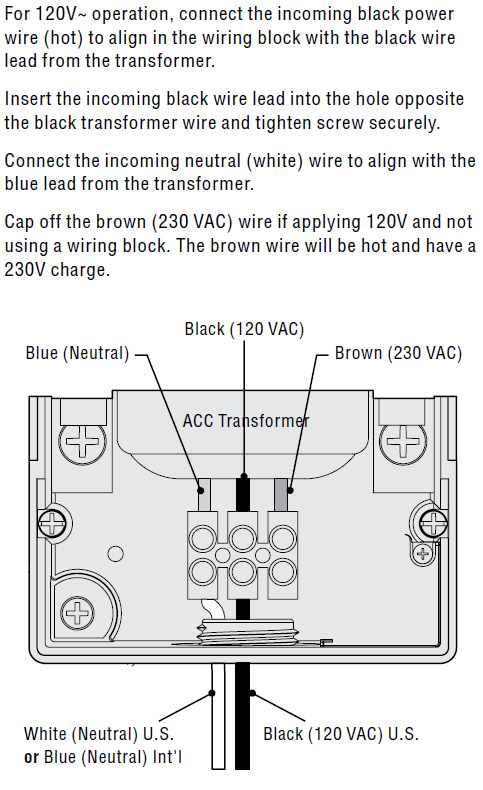 For 120V~ operation, connect the incoming black power
wire (hot) to align in the wiring block with the black wire
lead from the transformer.
Insert the incoming black wire lead into the hole opposite
the black transformer wire and tighten screw securely.
Connect the incoming neutral (white) wire to align with the
blue lead from the transformer.
Cap off the brown (230 VAC) wire if applying 120V and not
using a wiring block. The brown wire will be hot and have a
230V charge.
Black (120 VAC)
Blue (Neutral)
Brown (230 VAC)
ACC Transformer
White (Neutral) U.S.
or Blue (Neutral) Int'l
Black (120 VAC) U.S.